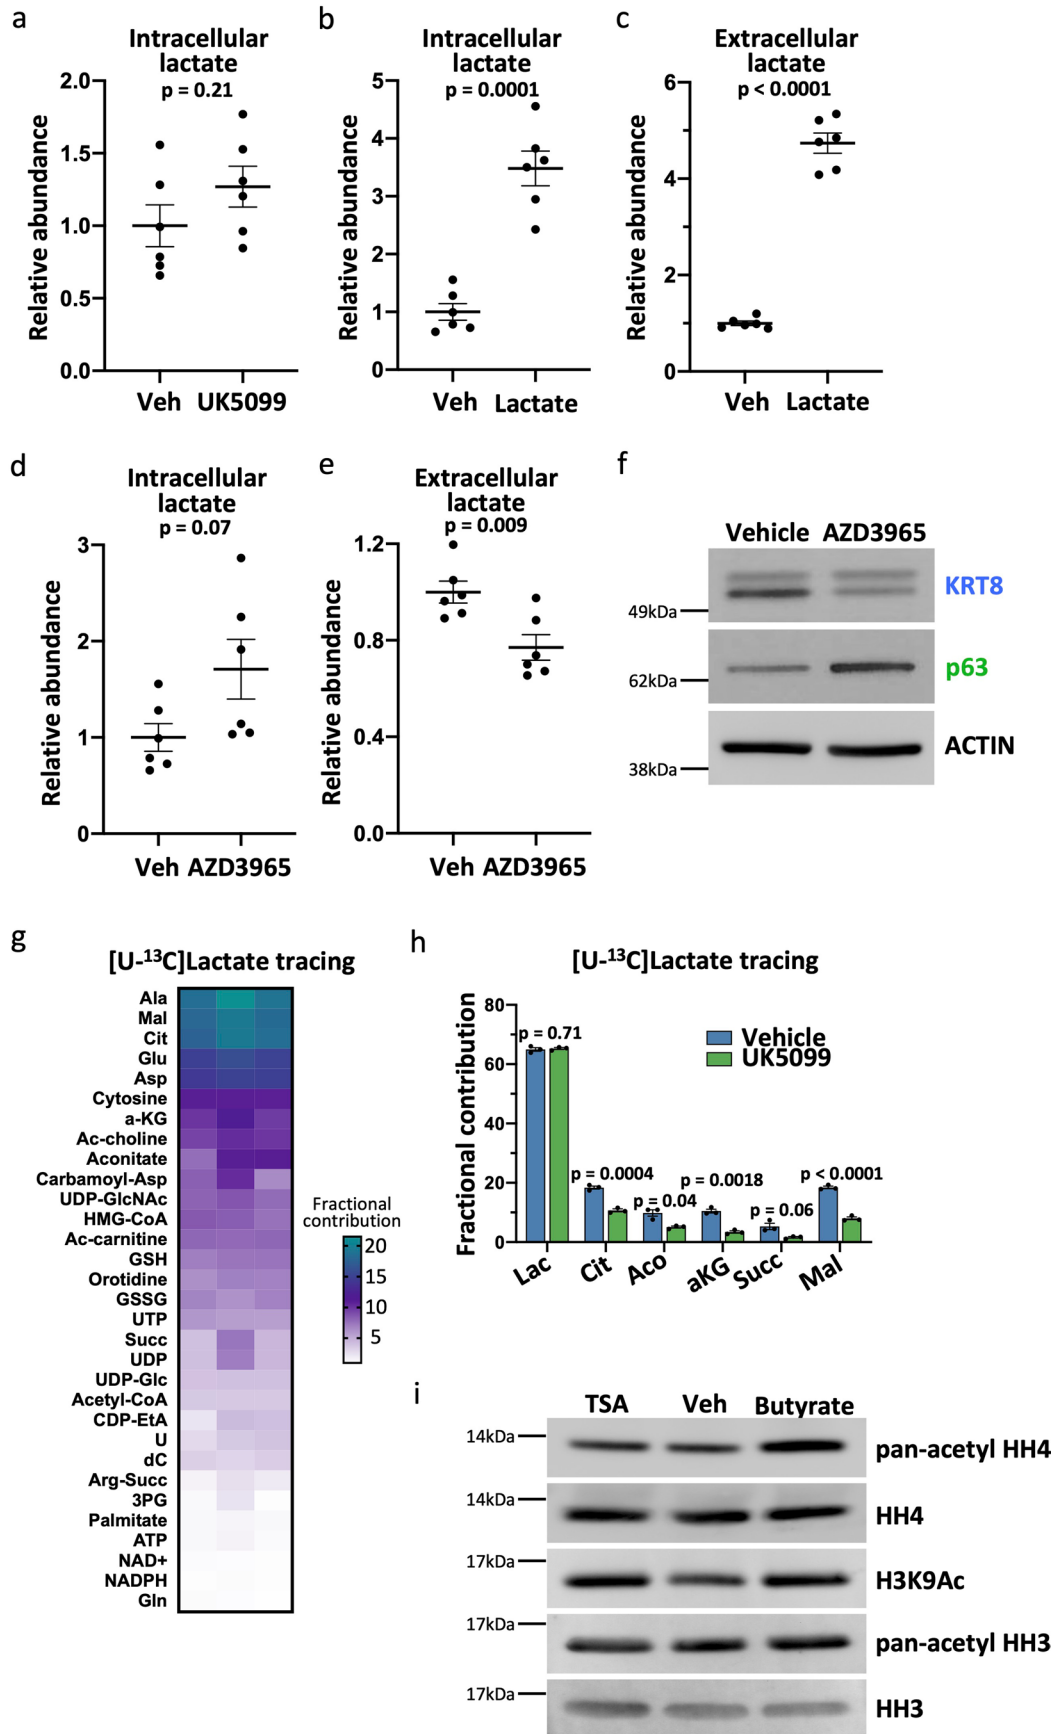 a
Intracellular
lactate
p = 0.21
Relative abundance
2.0
1.5
1.0
0.5
0.0
Veh UK5099
b
Intracellular
lactate
p = 0.0001
Relative abundance
5
4
3
2
1
0
Veh Lactate
c
Extracellular
lactate
p < 0.0001
Relative abundance
6
4
2
0
Veh Lactate
d
Intracellular
lactate
p = 0.07
Relative abundance
3
2
1
0
Veh AZD3965
e
Extracellular
lactate
p = 0.009
Relative abundance
1.2
0.8
0.4
0.0
Veh AZD3965
f
Vehicle AZD3965
49kDa
KRT8
62kDa
p63
38kDa
ACTIN
g
[U-¹³C]Lactate tracing
Ala
Mal
Cit
Glu
Asp
Cytosine
a-KG
Ac-choline
Aconitate
Carbamoyl-Asp
UDP-GlcNAc
HMG-CoA
Ac-carnitine
GSH
Orotidine
GSSG
UTP
Succ
UDP
UDP-Glc
Acetyl-CoA
CDP-EtA
U
dC
Arg-Succ
3PG
Palmitate
ATP
NAD+
NADPH
Gln
Fractional
contribution
20
15
10
5
h
[U-¹³C]Lactate tracing
Fractional contribution
80
60
40
20
0
Vehicle
UK5099
p = 0.71
p = 0.0004
p = 0.04
p = 0.0018
p = 0.06
p < 0.0001
Lac Cit Aco aKG Succ Mal
i
TSA Veh Butyrate
14kDa
pan-acetyl HH4
14kDa
HH4
17kDa
H3K9Ac
17kDa
pan-acetyl HH3
17kDa
HH3